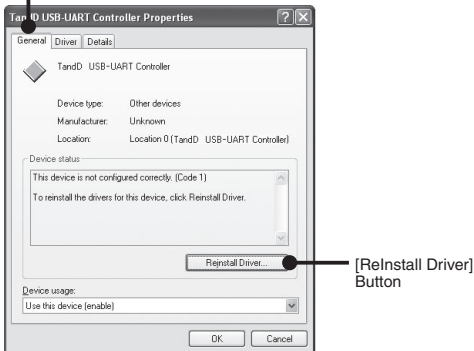 TandD USB-UART Controller Properties
General Driver Details
TandD USB-UART Controller
Device type: Other devices
Manufacturer: Unknown
Location: Location 0 (TandD USB-UART Controller)
Device status
This device is not configured correctly. (Code 1)
To reinstall the drivers for this device, click Reinstall Driver.
Reinstall Driver...
[ReInstall Driver]
Button
Device usage:
Use this device (enable)
OK Cancel